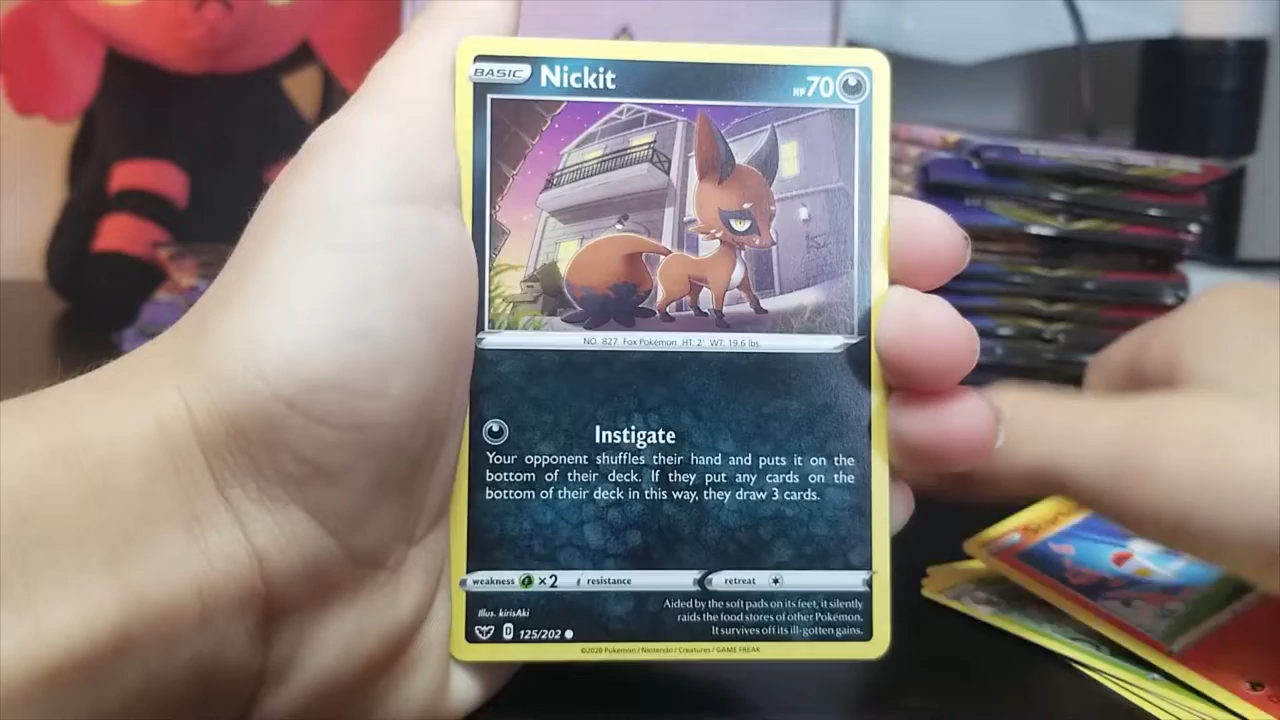 BASIC Nickit HP 70
NO. 827 Fox Pokémon HT: 2' WT: 19.6 lbs.
Instigate
Your opponent shuffles their hand and puts it on the
bottom of their deck. If they put any cards on the
bottom of their deck in this way, they draw 3 cards.
weakness ×2 resistance retreat
Illus. kirisAki
Aided by the soft pads on its feet, it silently
raids the food stores of other Pokémon.
It survives off its ill-gotten gains.
D 125/202
©2020 Pokémon / Nintendo / Creatures / GAME FREAK